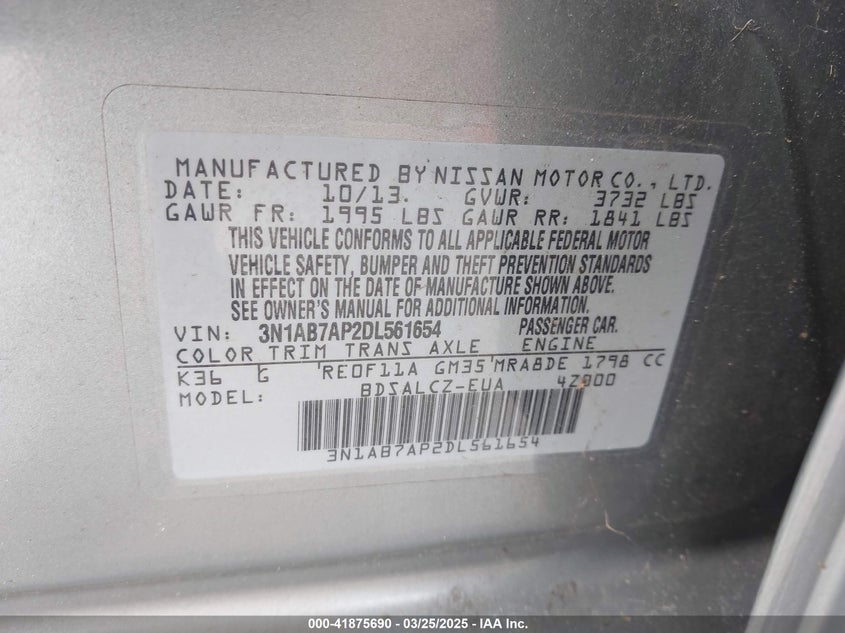 MANUFACTURED BY NISSAN MOTOR CO., LTD.
DATE: 10/13. GVWR: 3732 LBS
GAWR FR: 1995 LBS GAWR RR: 1841 LBS
THIS VEHICLE CONFORMS TO ALL APPLICABLE FEDERAL MOTOR
VEHICLE SAFETY, BUMPER AND THEFT PREVENTION STANDARDS
IN EFFECT ON THE DATE OF MANUFACTURE SHOWN ABOVE.
SEE OWNER'S MANUAL FOR ADDITIONAL INFORMATION.
VIN: 3N1AB7AP2DL561654 PASSENGER CAR.
COLOR TRIM TRANS AXLE ENGINE
K36 G RE0F11A GM35 MRA8DE 1798 CC
MODEL: BDSALCZ-EUA 4Z000
3N1AB7AP2DL561654
000-41875690 - 03/25/2025 - IAA Inc.